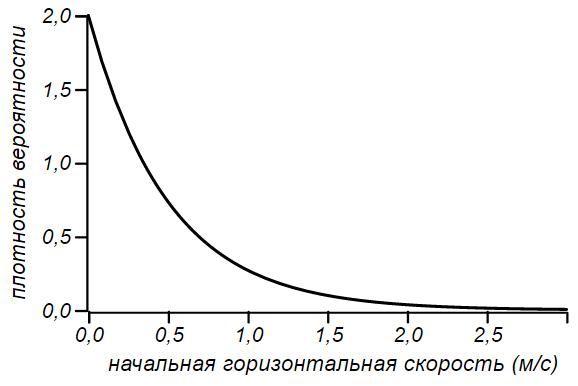 2,0
1,5
1,0
0,5
0,0
плотность вероятности
0,0 0,5 1,0 1,5 2,0 2,5
начальная горизонтальная скорость (м/с)